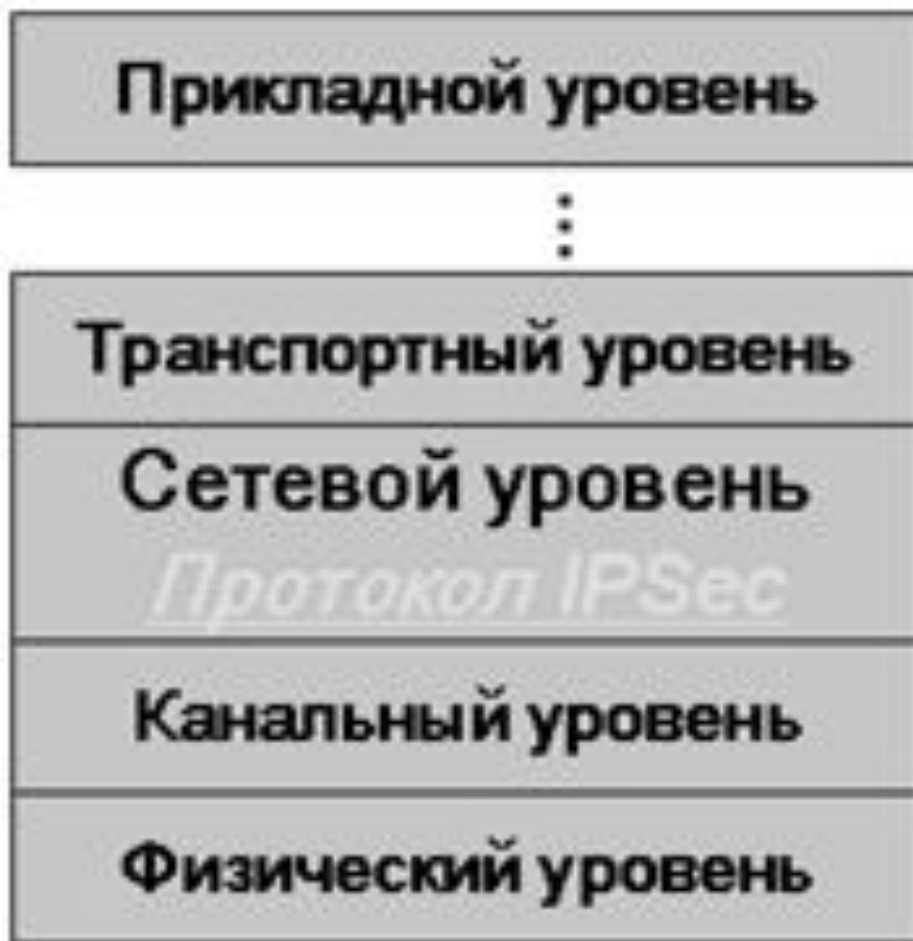 Прикладной уровень
Транспортный уровень
Сетевой уровень
Протокол IPSec
Канальный уровень
Физический уровень